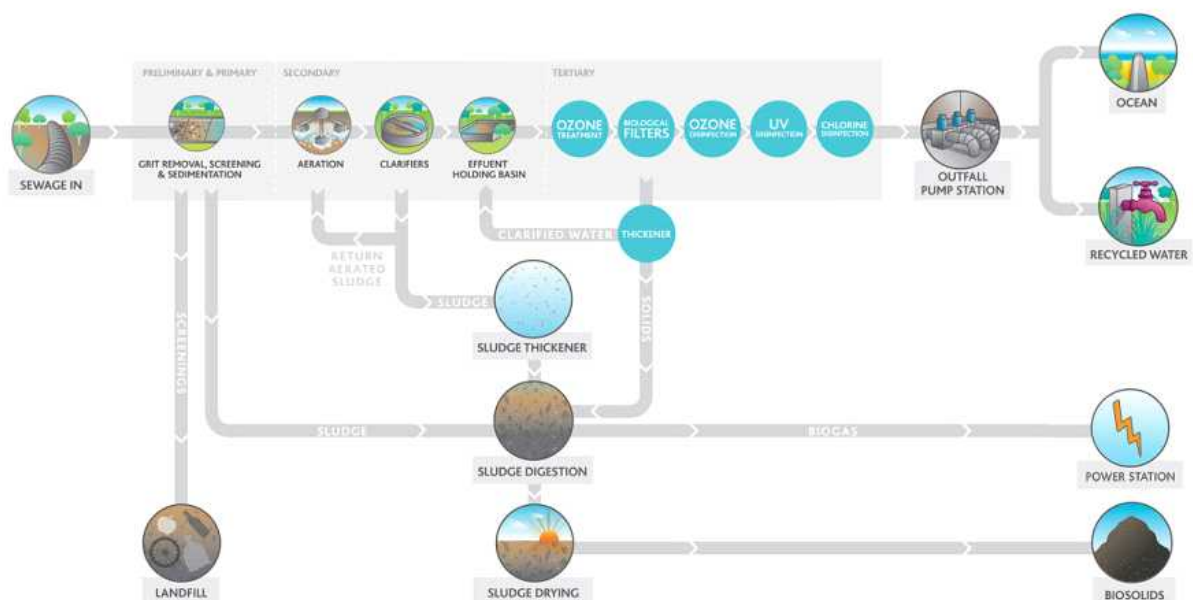 PRELIMINARY & PRIMARY
SECONDARY
TERTIARY
SEWAGE IN
GRIT REMOVAL, SCREENING
& SEDIMENTATION
AERATION
CLARIFIERS
EFFUENT
HOLDING BASIN
OZONE
TREATMENT
BIOLOGICAL
FILTERS
OZONE
DISINFECTION
UV
DISINFECTION
CHLORINE
DISINFECTION
OUTFALL
PUMP STATION
OCEAN
RECYCLED WATER
CLARIFIED WATER
THICKENER
RETURN
AERATED
SLUDGE
SLUDGE
SLUDGE THICKENER
SOLIDS
SCREENINGS
SLUDGE
SLUDGE DIGESTION
BIOGAS
POWER STATION
LANDFILL
SLUDGE DRYING
BIOSOLIDS